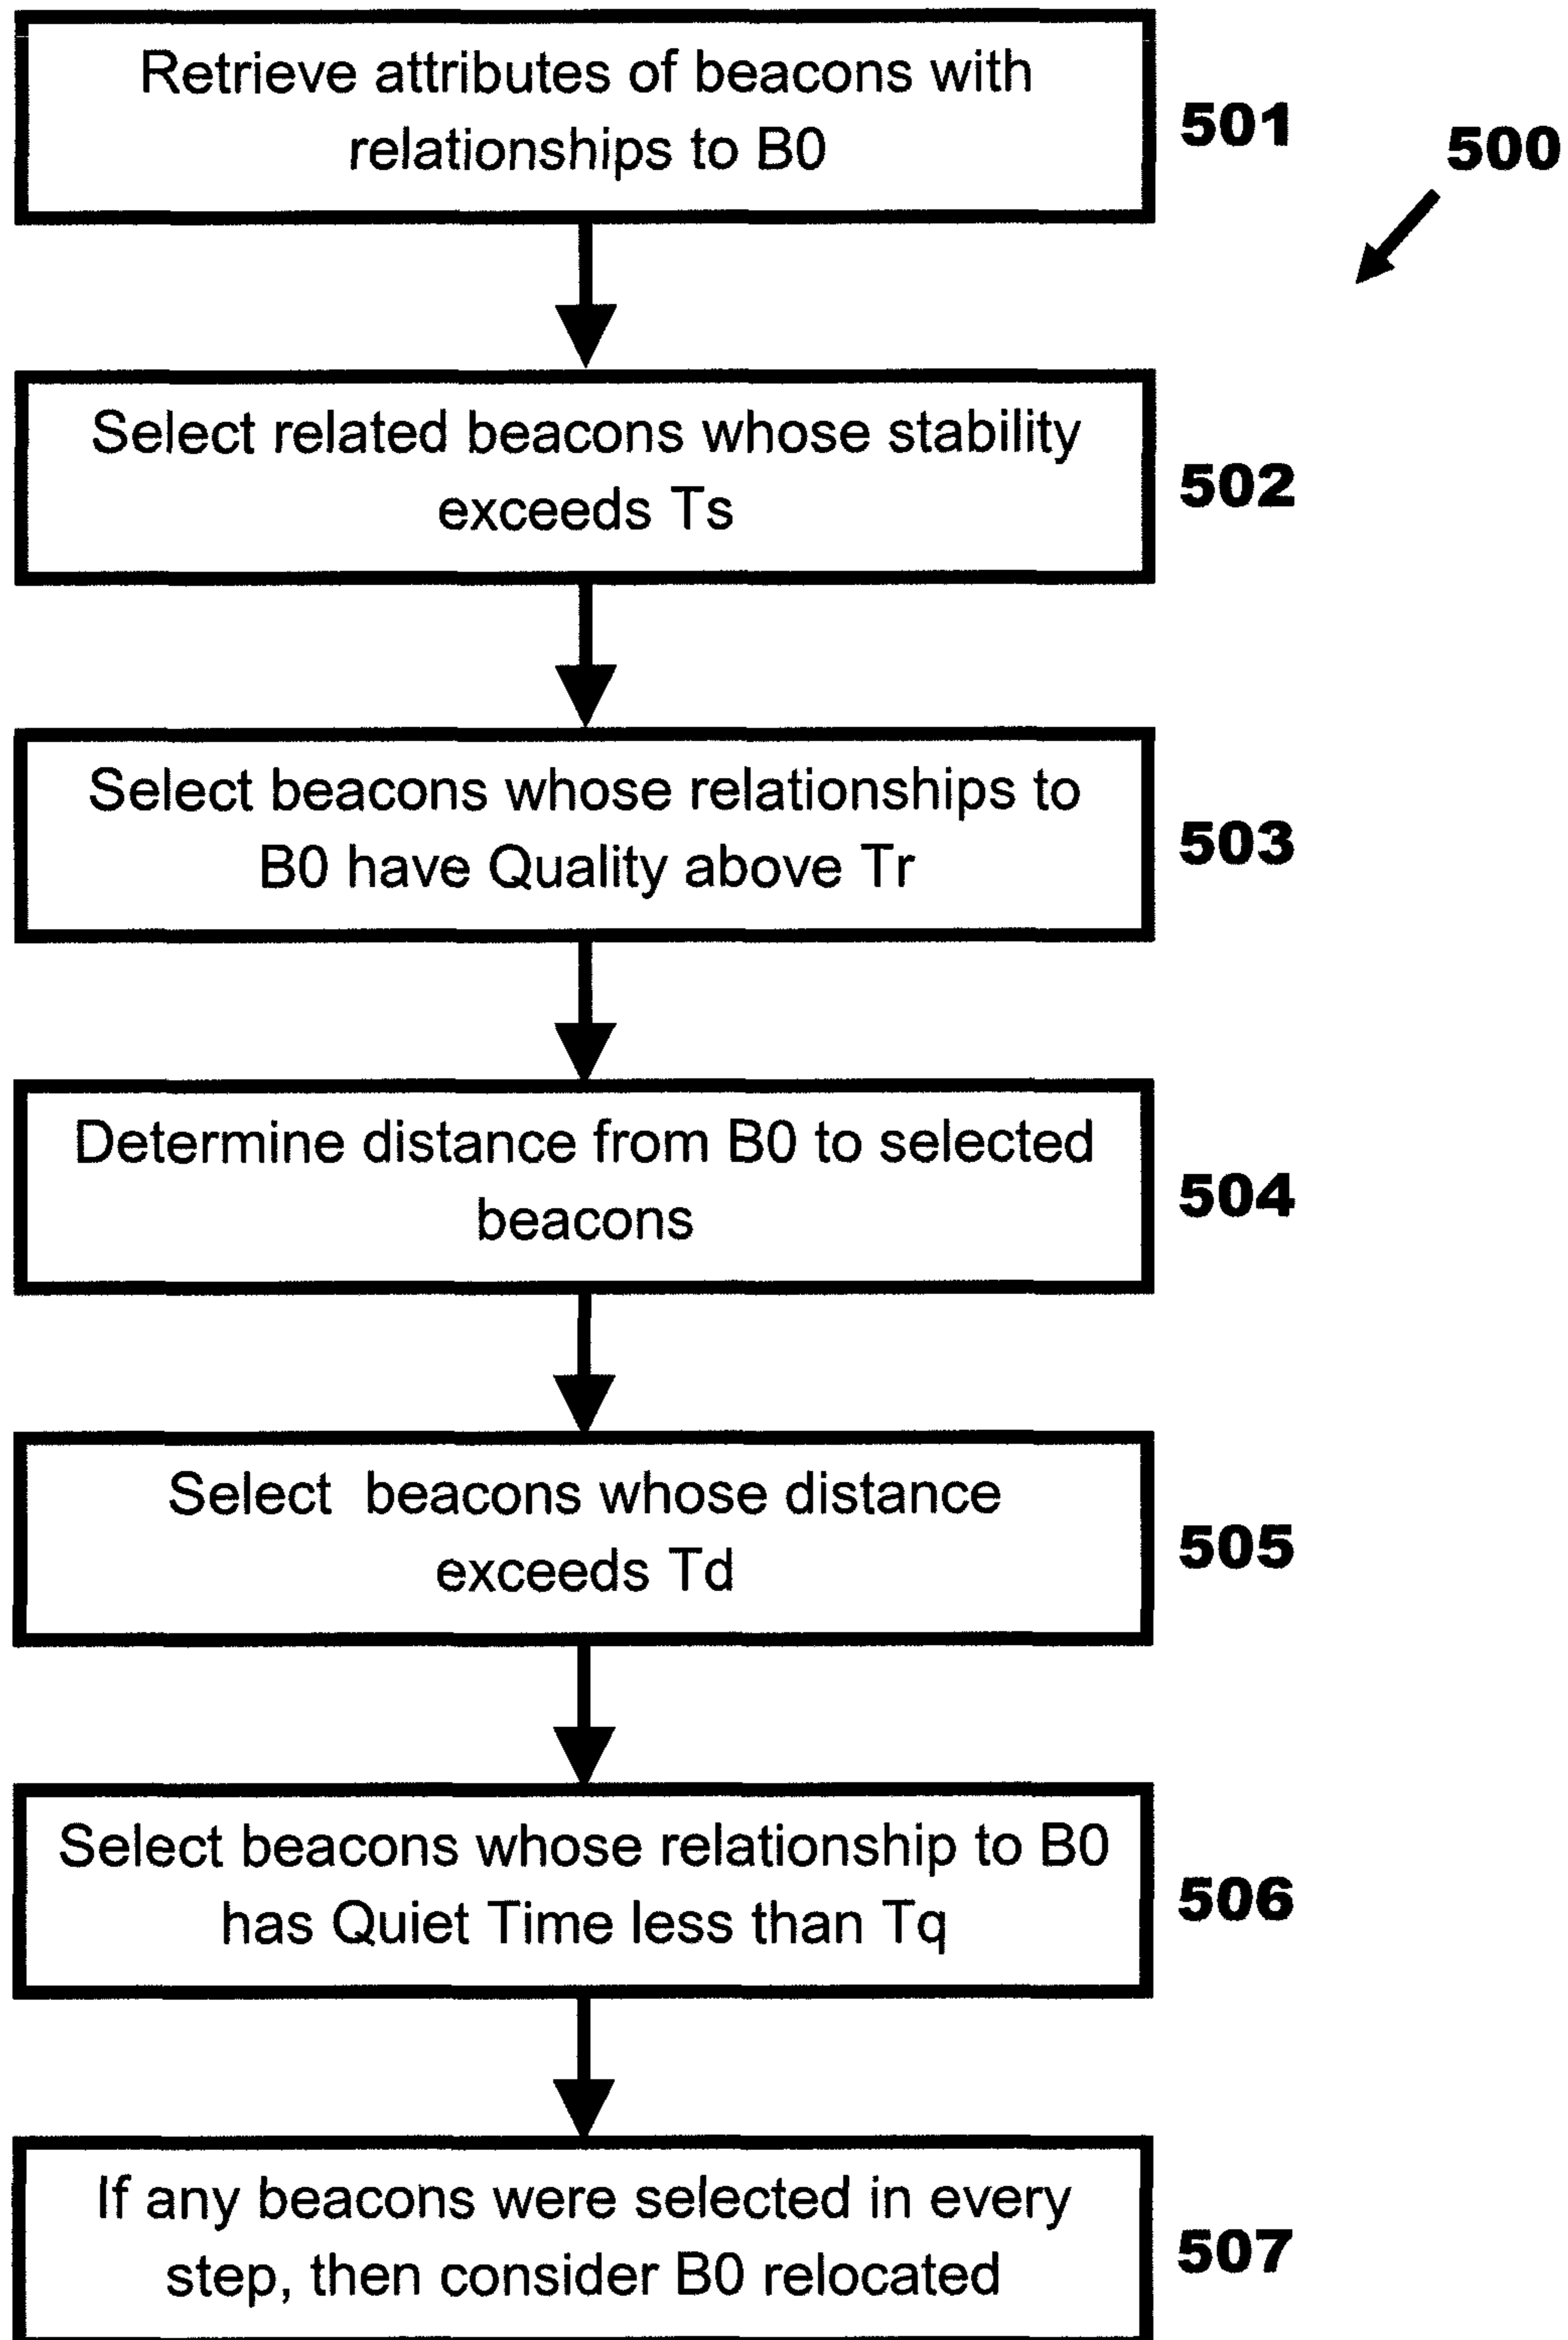 Retrieve attributes of beacons with
relationships to B0
501
500
Select related beacons whose stability
exceeds Ts
502
Select beacons whose relationships to
B0 have Quality above Tr
503
Determine distance from B0 to selected
beacons
504
Select beacons whose distance
exceeds Td
505
Select beacons whose relationship to B0
has Quiet Time less than Tq
506
If any beacons were selected in every
step, then consider B0 relocated
507